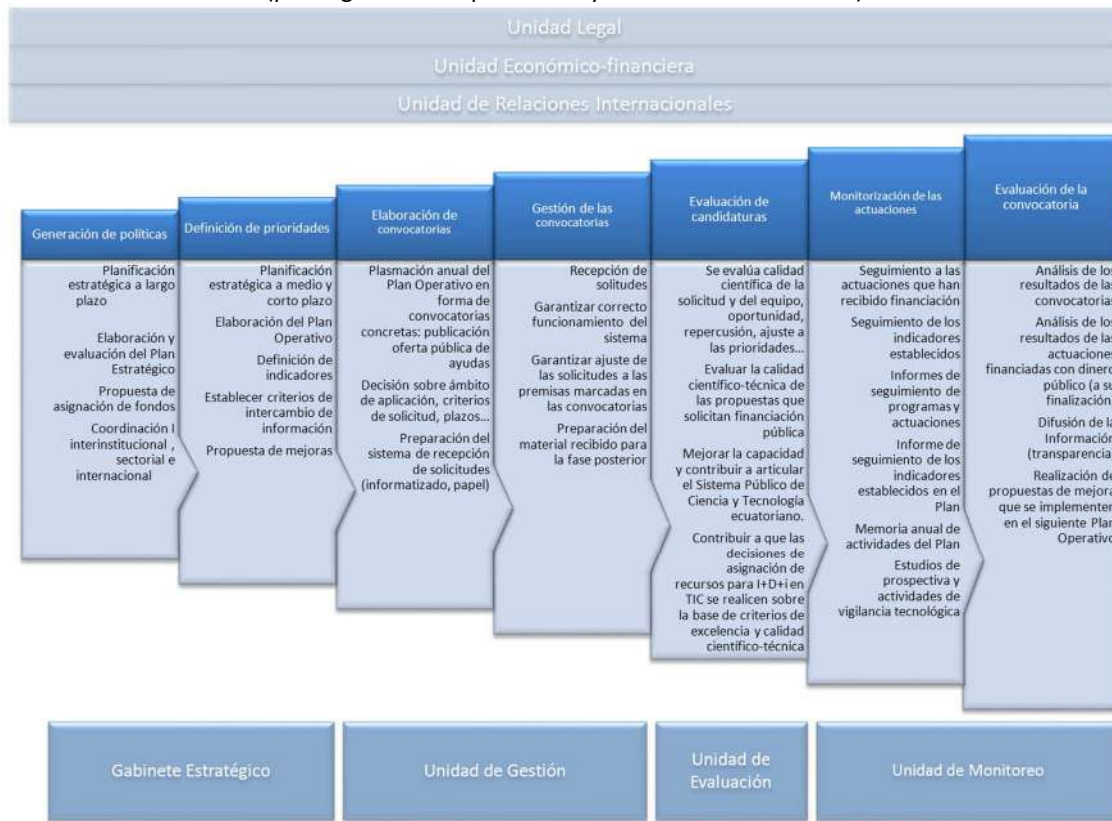 Unidad Legal
Unidad Económico-financiera
Unidad de Relaciones Internacionales
Generación de políticas
Planificación
estratégica a largo
plazo
Elaboración y
evaluación del Plan
Estratégico
Propuesta de
asignación de fondos
Coordinación I
interinstitucional ,
sectorial e
internacional
Definición de prioridades
Planificación
estratégica a medio y
corto plazo
Elaboración del Plan
Operativo
Definición de
indicadores
Establecer criterios de
intercambio de
información
Propuesta de mejoras
Elaboración de
convocatorias
Plasmación anual del
Plan Operativo en
forma de
convocatorias
concretas: publicación
oferta pública de
ayudas
Decisión sobre ámbito
de aplicación, criterios
de solicitud, plazos...
Preparación del
sistema de recepción
de solicitudes
(informatizado, papel)
Gestión de las
convocatorias
Recepción de
solitudes
Garantizar correcto
funcionamiento del
sistema
Garantizar ajuste de
las solicitudes a las
premisas marcadas en
las convocatorias
Preparación del
material recibido para
la fase posterior
Evaluación de
candidaturas
Se evalúa calidad
científica de la
solicitud y del equipo,
oportunidad,
repercusión, ajuste a
las prioridades...
Evaluar la calidad
científico-técnica de
las propuestas que
solicitan financiación
pública
Mejorar la capacidad
y contribuir a articular
el Sistema Público de
Ciencia y Tecnología
ecuatoriano.
Contribuir a que las
decisiones de
asignación de
recursos para I+D+i en
TIC se realicen sobre
la base de criterios de
excelencia y calidad
científico-técnica
Monitorización de las
actuaciones
Seguimiento a las
actuaciones que han
recibido financiación
Seguimiento de los
indicadores
establecidos
Informes de
seguimiento de
programas y
actuaciones
Informe de
seguimiento de los
indicadores
establecidos en el
Plan
Memoria anual de
actividades del Plan
Estudios de
prospectiva y
actividades de
vigilancia tecnológica
Evaluación de la
convocatoria
Análisis de los
resultados de las
convocatorias
Análisis de los
resultados de las
actuaciones
financiadas con dinero
público (a su
finalización
Difusión de la
Información
(transparencia
Realización de
propuestas de mejora
que se implementen
en el siguiente Plan
Operativo
Gabinete Estratégico
Unidad de Gestión
Unidad de
Evaluación
Unidad de Monitoreo